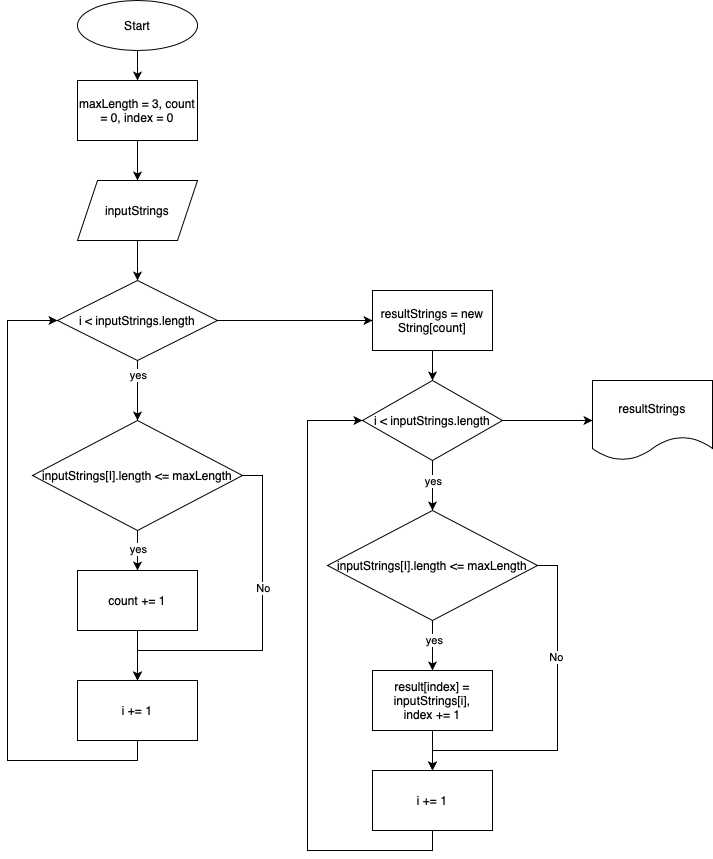 Start
maxLength = 3, count
= 0, index = 0
inputStrings
i < inputStrings.length
yes
inputStrings[I].length <= maxLength
yes
No
count += 1
i += 1
resultStrings = new
String[count]
i < inputStrings.length
resultStrings
yes
inputStrings[I].length <= maxLength
yes
No
result[index] =
inputStrings[i],
index += 1
i += 1